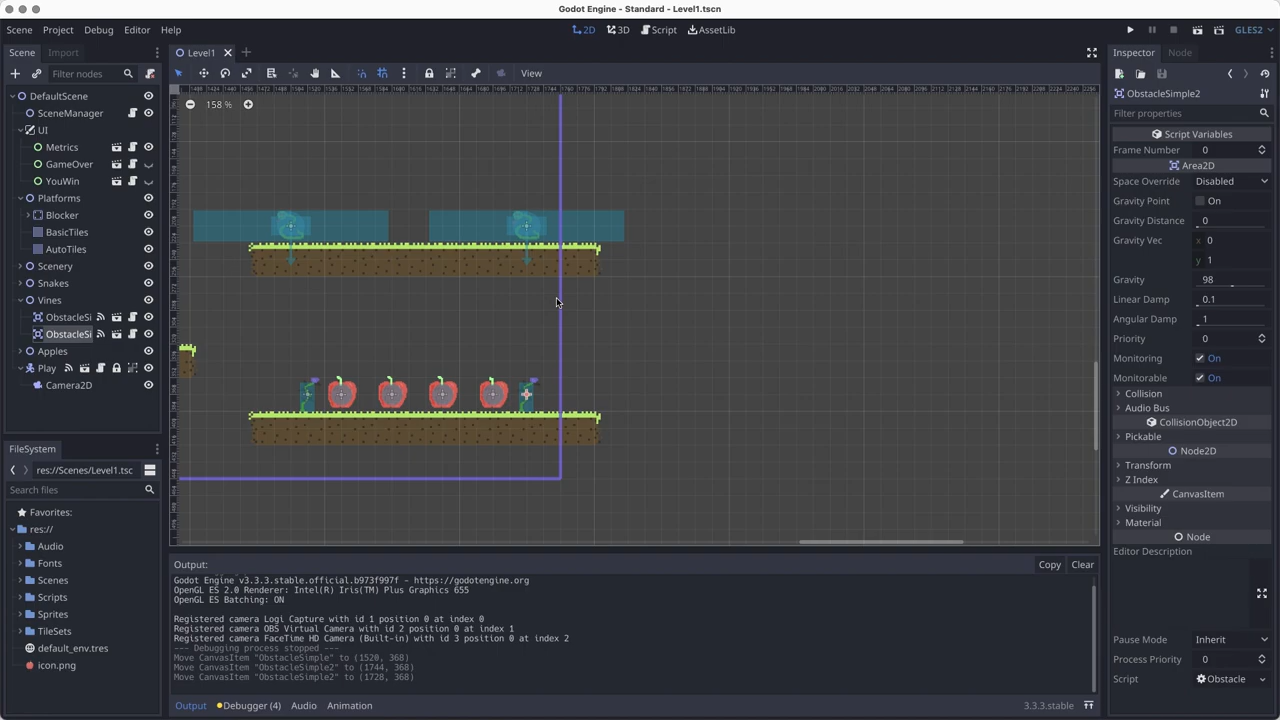 Godot Engine - Standard - Level1.tscn
Scene Project Debug Editor Help
2D 3D Script AssetLib
GLES2
Scene Import
Filter nodes
DefaultScene
SceneManager
UI
Metrics
GameOver
YouWin
Platforms
Blocker
BasicTiles
AutoTiles
Scenery
Snakes
Vines
ObstacleSi
ObstacleSi
Apples
Play
Camera2D
FileSystem
res://Scenes/Level1.tsc
Search files
Favorites:
res://
Audio
Fonts
Scenes
Scripts
Sprites
TileSets
default_env.tres
icon.png
Level1
View
158 %
Output:
Copy Clear
Godot Engine v3.3.3.stable.official.b973f997f - https://godotengine.org
OpenGL ES 2.0 Renderer: Intel(R) Iris(TM) Plus Graphics 655
OpenGL ES Batching: ON
Registered camera Logi Capture with id 1 position 0 at index 0
Registered camera OBS Virtual Camera with id 2 position 0 at index 1
Registered camera FaceTime HD Camera (Built-in) with id 3 position 0 at index 2
--- Debugging process stopped ---
Move CanvasItem "ObstacleSimple" to (1520, 368)
Move CanvasItem "ObstacleSimple2" to (1744, 368)
Move CanvasItem "ObstacleSimple2" to (1728, 368)
Output Debugger (4) Audio Animation
3.3.3.stable
Inspector Node
ObstacleSimple2
Filter properties
Script Variables
Frame Number 0
Area2D
Space Override Disabled
Gravity Point On
Gravity Distance 0
Gravity Vec x 0
y 1
Gravity 98
Linear Damp 0.1
Angular Damp 1
Priority 0
Monitoring On
Monitorable On
Collision
Audio Bus
CollisionObject2D
Pickable
Node2D
Transform
Z Index
CanvasItem
Visibility
Material
Node
Editor Description
Pause Mode Inherit
Process Priority 0
Script Obstacle